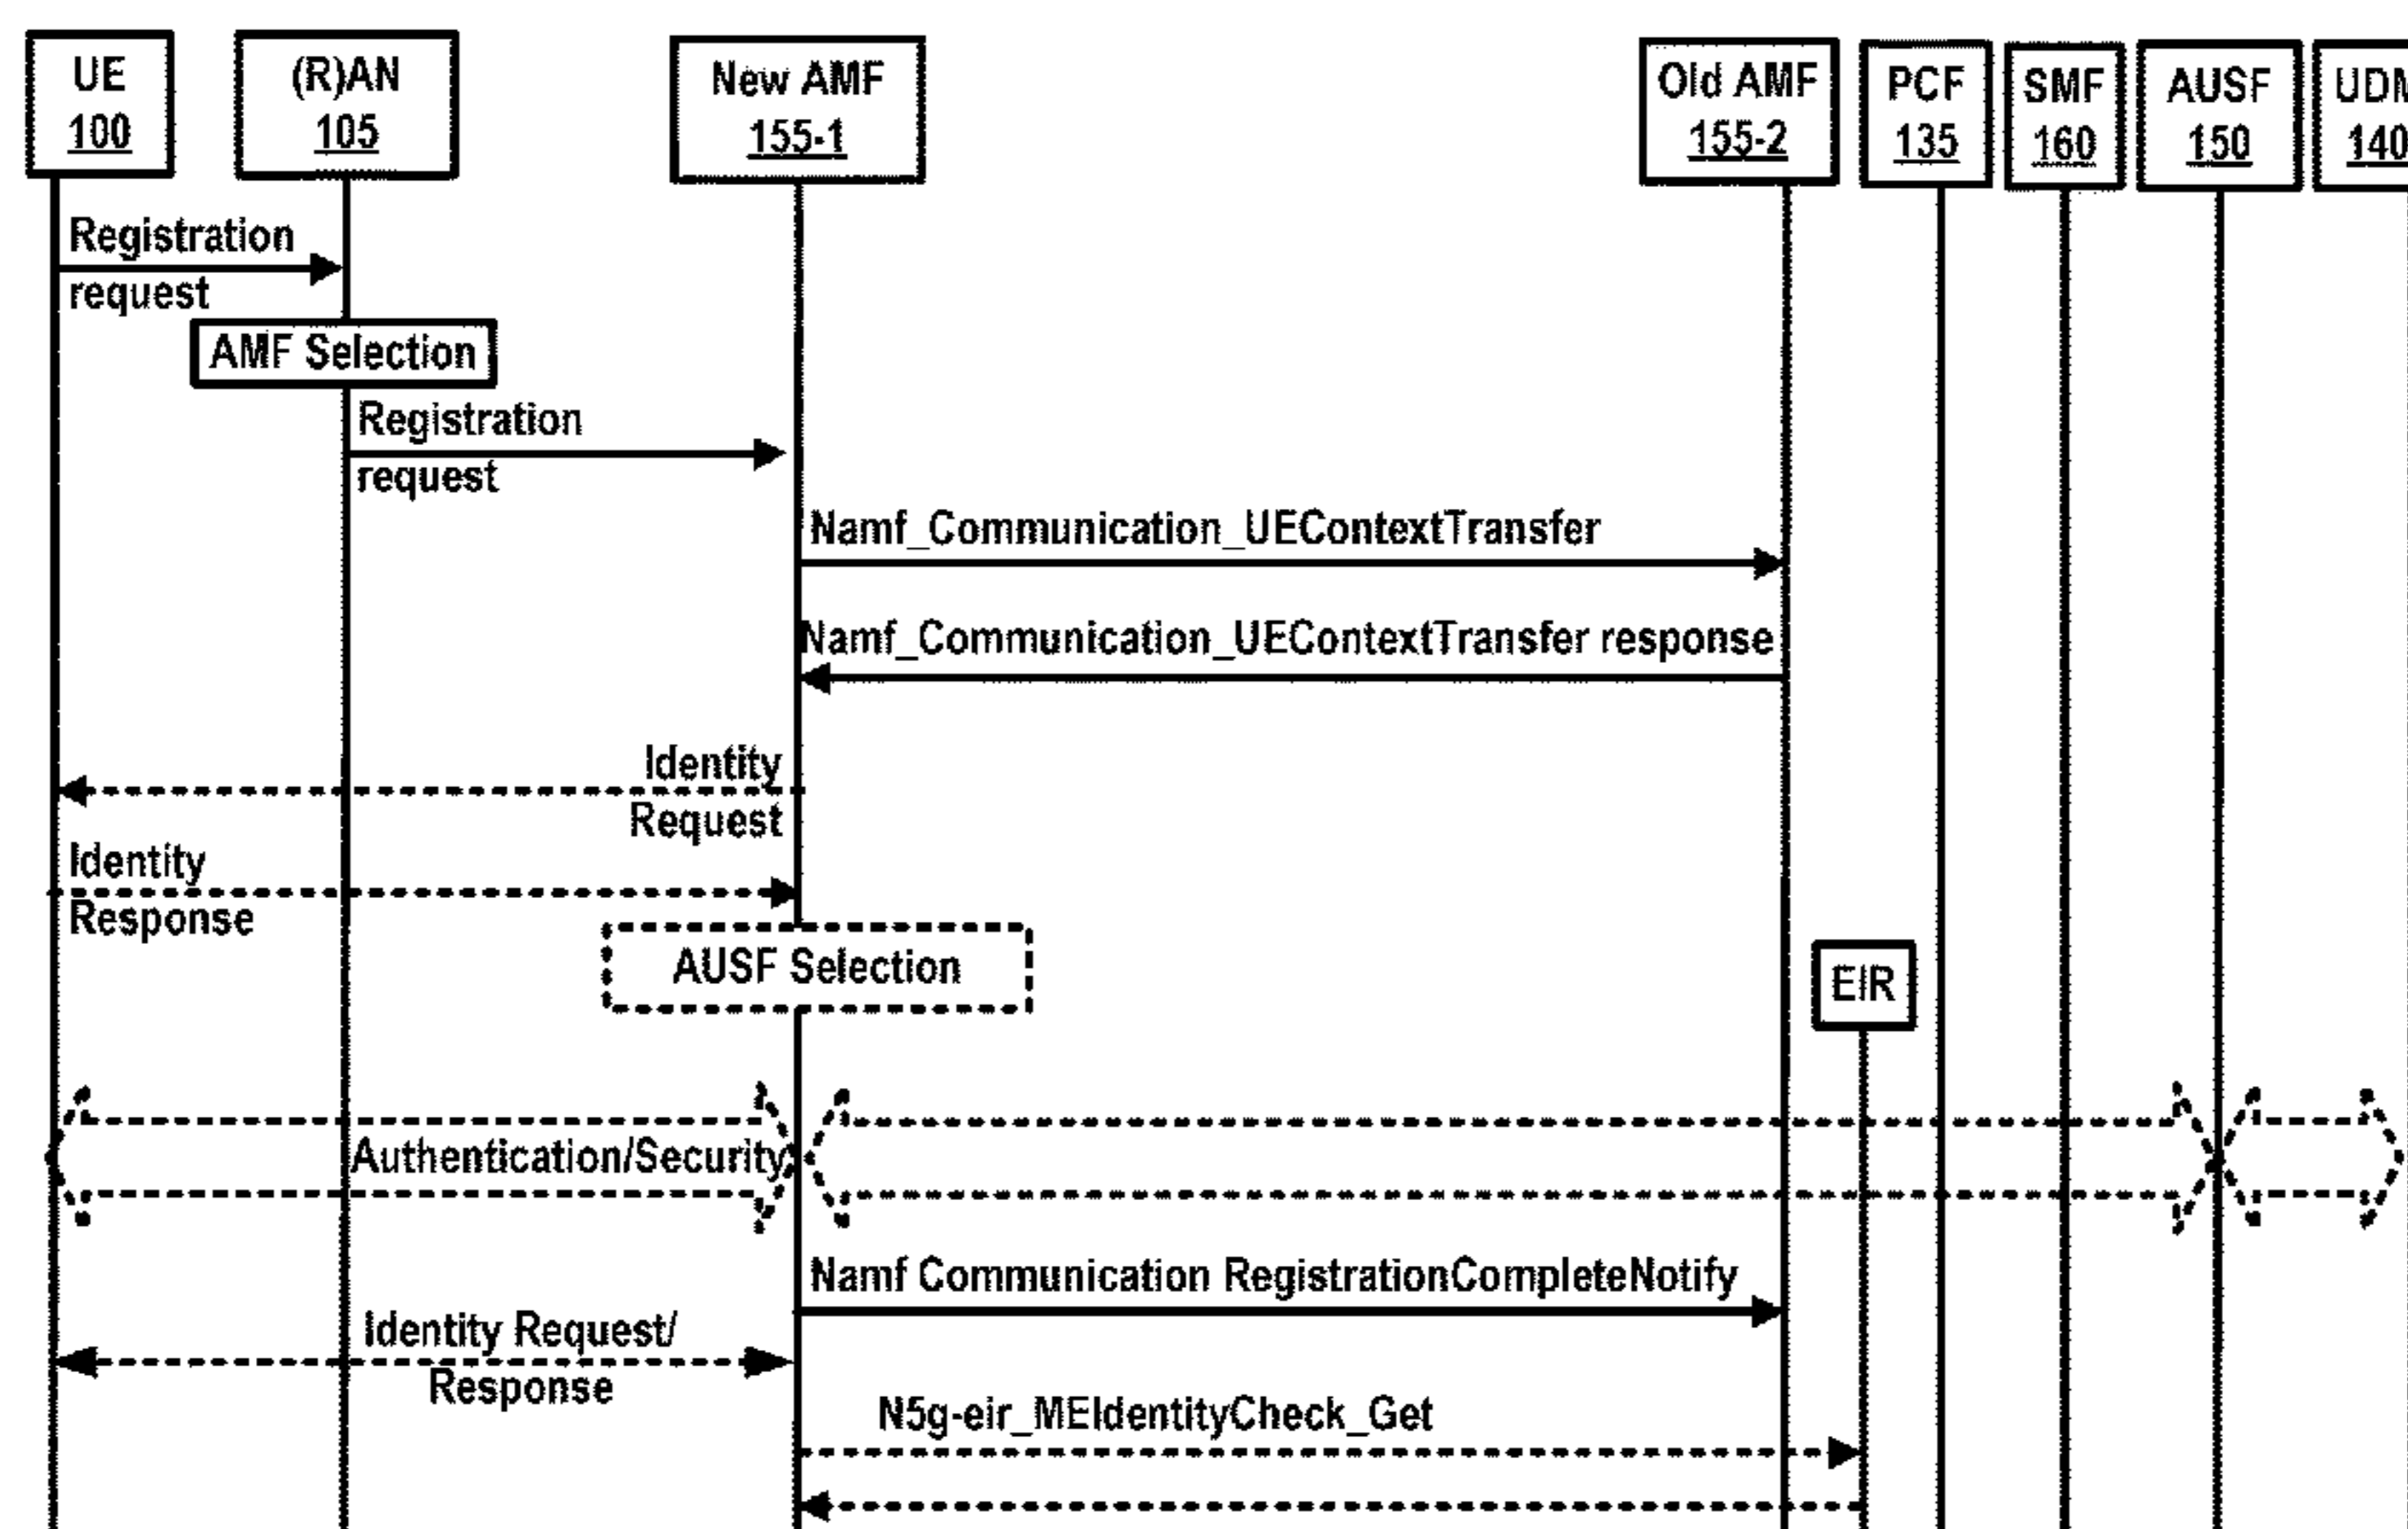 UE
100
(R)AN
105
New AMF
155-1
Old AMF
155-2
PCF
135
SMF
160
AUSF
150
UDM
140
Registration
request
AMF Selection
Registration
request
Namf_Communication_UEContextTransfer
Namf_Communication_UEContextTransfer response
Identity
Request
Identity
Response
AUSF Selection
EIR
Authentication/Security
Namf Communication RegistrationCompleteNotify
Identity Request/
Response
N5g-eir_MEIdentityCheck_Get